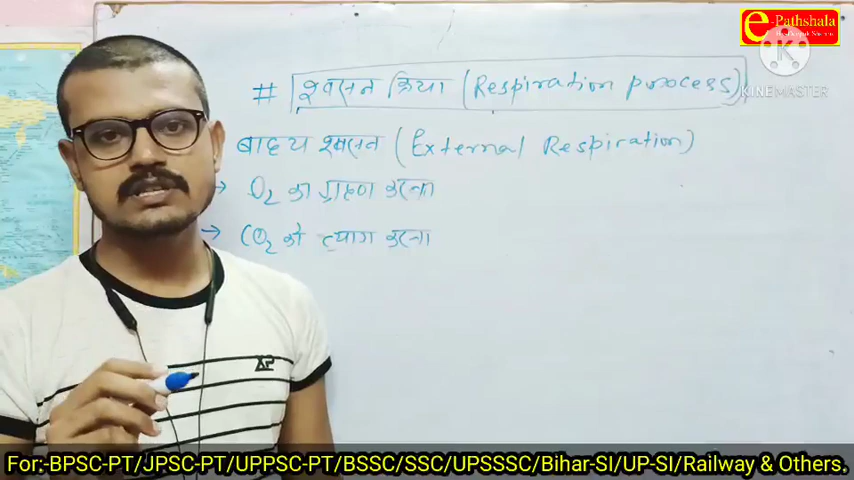 e-Pathshala
KINEMASTER
# श्वसन क्रिया (Respiration process)
बाह्य श्वसन (External Respiration)
→ O₂ का ग्रहण करना
→ CO₂ को त्याग करना
XP
For:-BPSC-PT/JPSC-PT/UPPSC-PT/BSSC/SSC/UPSSSC/Bihar-SI/UP-SI/Railway & Others.